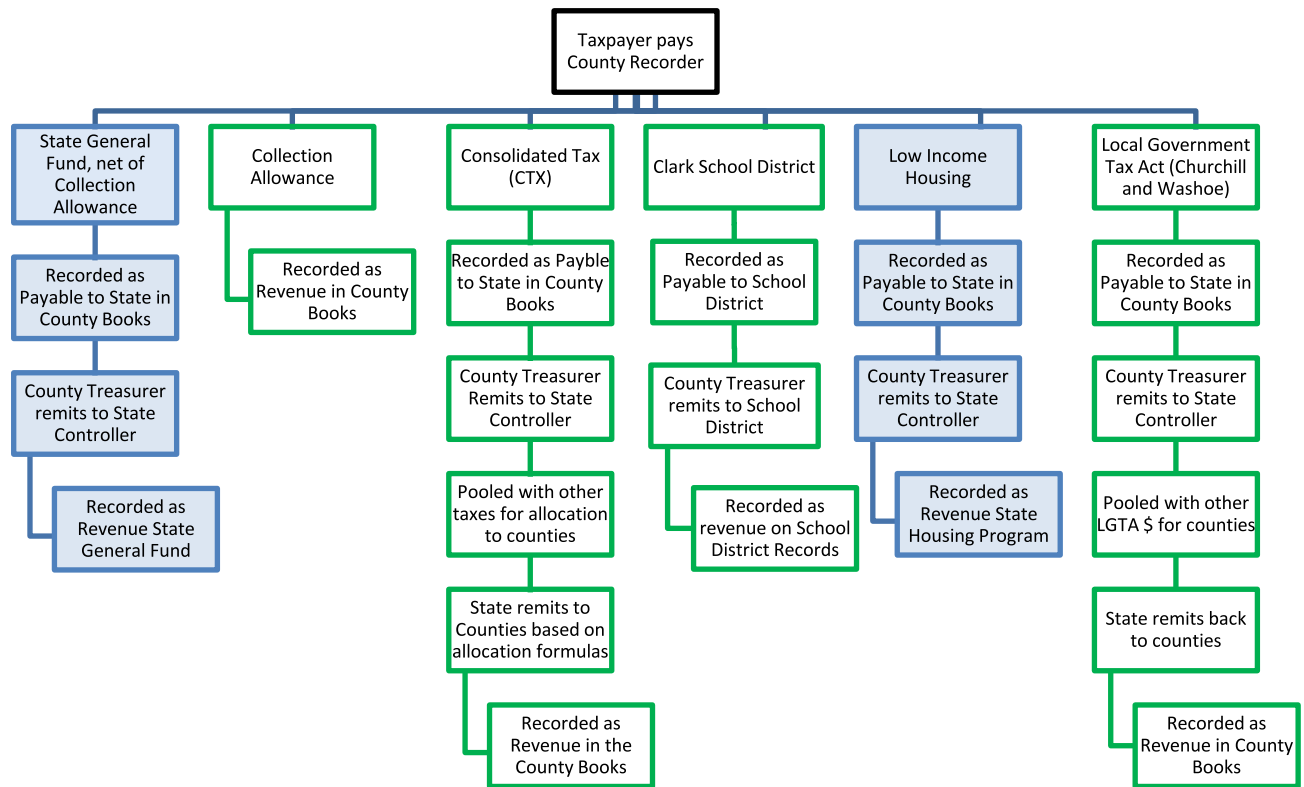 Taxpayer pays
County Recorder
State General
Fund, net of
Collection
Allowance
Recorded as
Payable to State in
County Books
County Treasurer
remits to State
Controller
Recorded as
Revenue State
General Fund
Collection
Allowance
Recorded as
Revenue in County
Books
Consolidated Tax
(CTX)
Recorded as Payble
to State in County
Books
County Treasurer
Remits to State
Controller
Pooled with other
taxes for allocation
to counties
State remits to
Counties based on
allocation formulas
Recorded as
Revenue in the
County Books
Clark School District
Recorded as
Payable to School
District
County Treasurer
remits to School
District
Recorded as
revenue on School
District Records
Low Income
Housing
Recorded as
Payable to State in
County Books
County Treasurer
remits to State
Controller
Recorded as
Revenue State
Housing Program
Local Government
Tax Act (Churchill
and Washoe)
Recorded as
Payable to State in
County Books
County Treasurer
remits to State
Controller
Pooled with other
LGTA $ for counties
State remits back
to counties
Recorded as
Revenue in County
Books